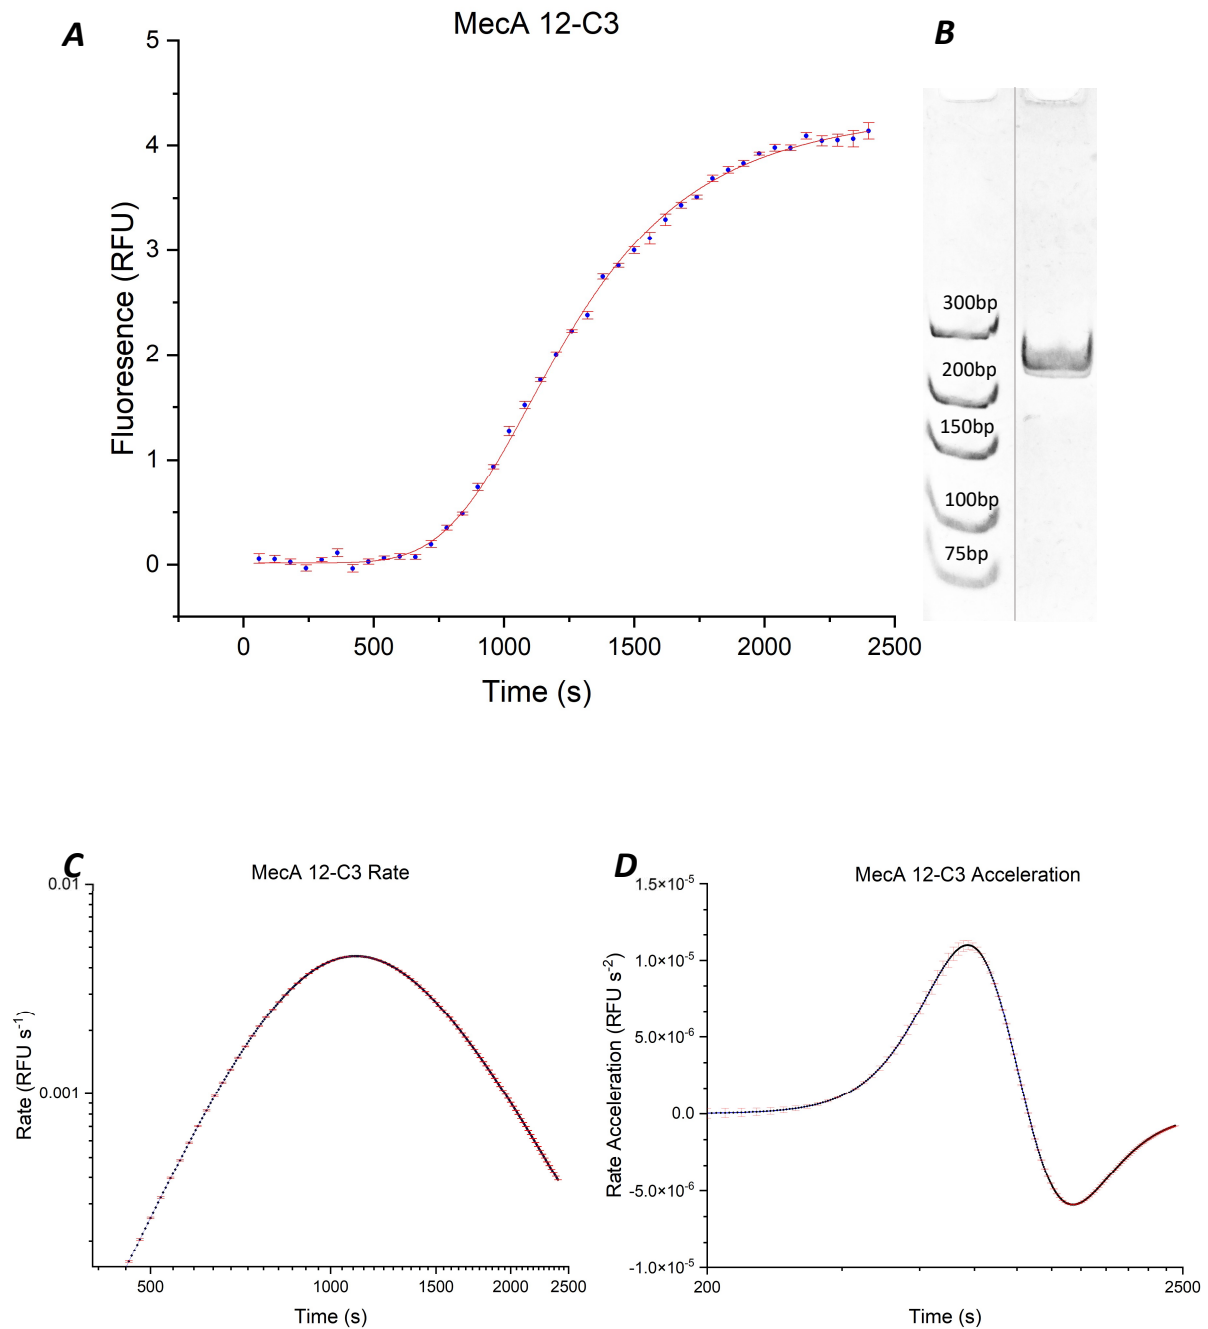 A
MecA 12-C3
B
5
4
3
2
1
0
Fluoresence (RFU)
0 500 1000 1500 2000 2500
Time (s)
300bp
200bp
150bp
100bp
75bp
C
MecA 12-C3 Rate
0.01
0.001
Rate (RFU s-1)
500 1000 1500 2000 2500
Time (s)
D
MecA 12-C3 Acceleration
1.5×10-5
1.0×10-5
5.0×10-6
0.0
-5.0×10-6
-1.0×10-5
Rate Acceleration (RFU s-2)
200 2500
Time (s)